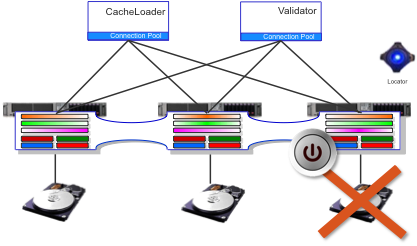 CacheLoader
Connection Pool
Validator
Connection Pool
Locator